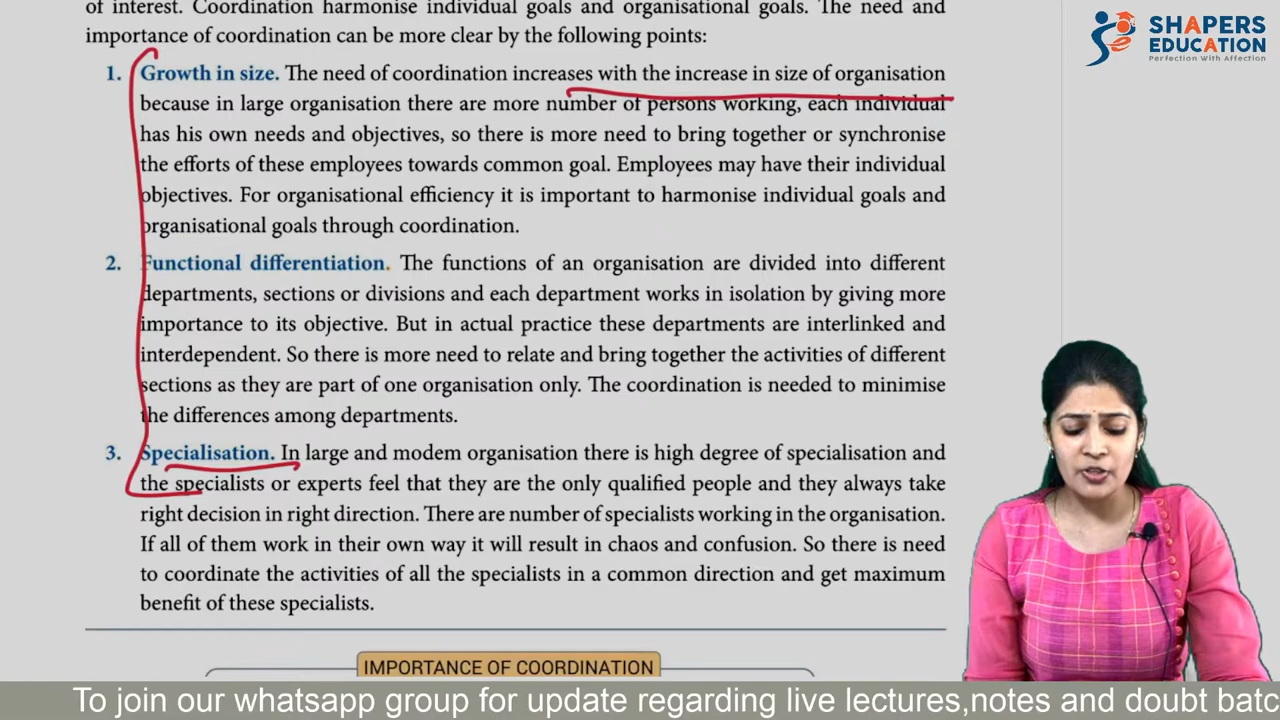 of interest. Coordination harmonise individual goals and organisational goals. The need and
importance of coordination can be more clear by the following points:
1. Growth in size. The need of coordination increases with the increase in size of organisation
because in large organisation there are more number of persons working, each individual
has his own needs and objectives, so there is more need to bring together or synchronise
the efforts of these employees towards common goal. Employees may have their individual
objectives. For organisational efficiency it is important to harmonise individual goals and
organisational goals through coordination.
2. Functional differentiation. The functions of an organisation are divided into different
departments, sections or divisions and each department works in isolation by giving more
importance to its objective. But in actual practice these departments are interlinked and
interdependent. So there is more need to relate and bring together the activities of different
sections as they are part of one organisation only. The coordination is needed to minimise
the differences among departments.
3. Specialisation. In large and modem organisation there is high degree of specialisation and
the specialists or experts feel that they are the only qualified people and they always take
right decision in right direction. There are number of specialists working in the organisation.
If all of them work in their own way it will result in chaos and confusion. So there is need
to coordinate the activities of all the specialists in a common direction and get maximum
benefit of these specialists.
IMPORTANCE OF COORDINATION
SHAPERS
EDUCATION
Perfection With Affection
To join our whatsapp group for update regarding live lectures,notes and doubt batc